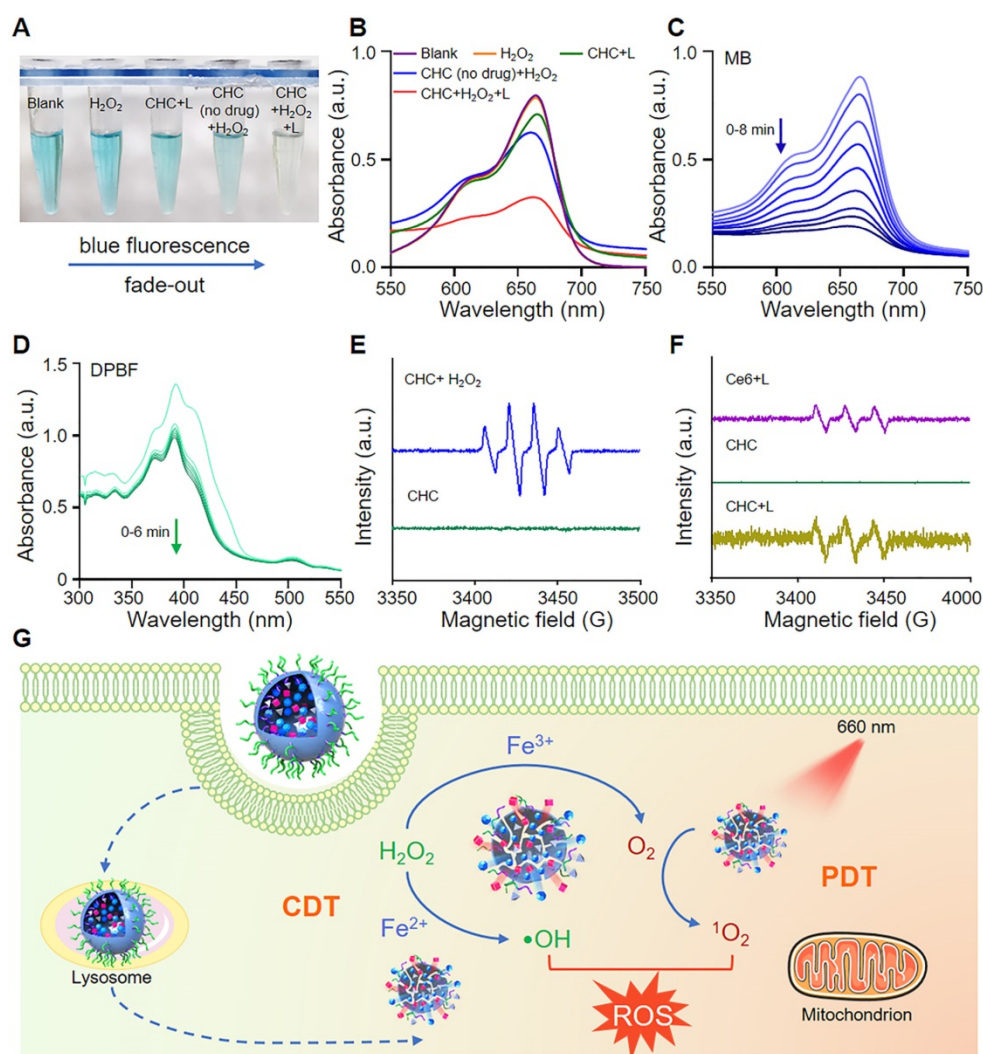 A
Blank
H₂O₂
CHC+L
CHC
(no drug)
+H₂O₂
CHC
+H₂O₂
+L
blue fluorescence
fade-out
B
Absorbance (a.u.)
1.0
0.5
0.0
Blank
H₂O₂
CHC+L
CHC (no drug)+H₂O₂
CHC+H₂O₂+L
550
600
650
700
750
Wavelength (nm)
C
Absorbance (a.u.)
1.0
0.5
0.0
MB
0-8 min
550
600
650
700
750
Wavelength (nm)
D
Absorbance (a.u.)
1.5
1.0
0.5
0
DPBF
0-6 min
300
350
400
450
500
550
Wavelength (nm)
E
Intensity (a.u.)
CHC+ H₂O₂
CHC
3350
3400
3450
3500
Magnetic field (G)
F
Intensity (a.u.)
Ce6+L
CHC
CHC+L
3350
3400
3450
4000
Magnetic field (G)
G
660 nm
Fe³⁺
H₂O₂
O₂
CDT
PDT
Fe²⁺
•OH
¹O₂
Lysosome
ROS
Mitochondrion